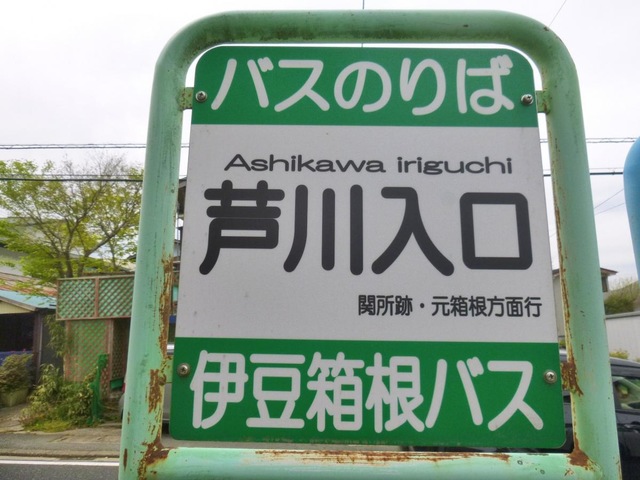 バスのりば
Ashikawa iriguchi
芦川入口
関所跡・元箱根方面行
伊豆箱根バス